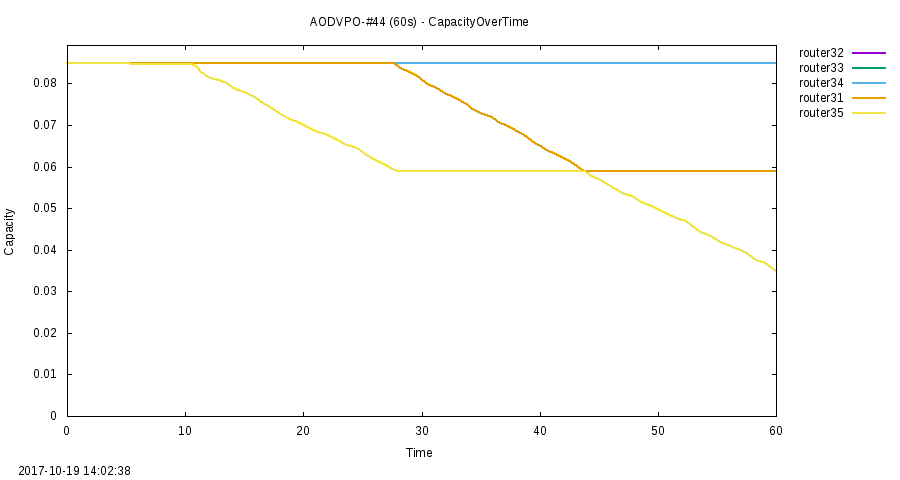 AODVPO-#44 (60s) - CapacityOverTime
router32
router33
router34
router31
router35
0.08
0.07
0.06
0.05
0.04
0.03
0.02
0.01
0
Capacity
0 10 20 30 40 50 60
Time
2017-10-19 14:02:38